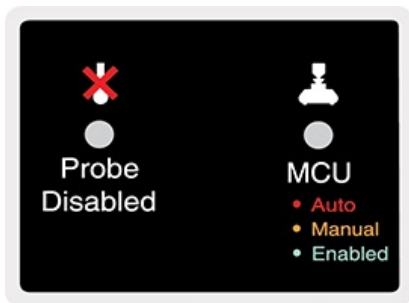 Probe
Disabled
MCU
• Auto
• Manual
• Enabled